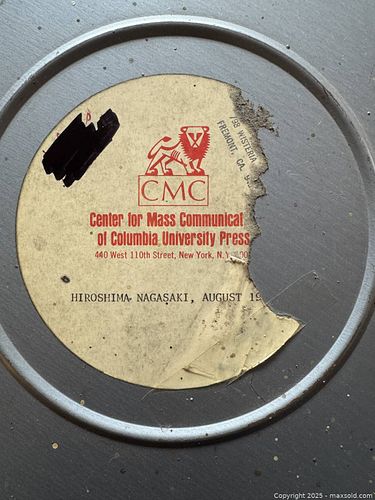 758 WISTERIA
FREMONT, CA.
CMC
Center for Mass Communicat
of Columbia University Press
440 West 110th Street, New York, N.Y.
HIROSHIMA NAGASAKI, AUGUST 19
Copyright 2025 - maxsold.com